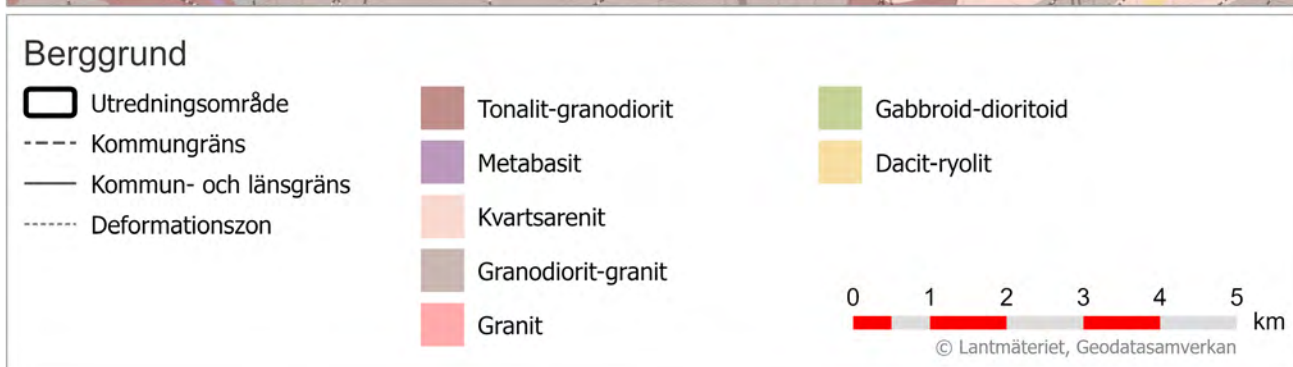 Berggrund
Utredningsområde
Kommungräns
Kommun- och länsgräns
Deformationszon
Tonalit-granodiorit
Metabasit
Kvartsarenit
Granodiorit-granit
Granit
Gabbroid-dioritoid
Dacit-ryolit
0 1 2 3 4 5
km
© Lantmäteriet, Geodatasamverkan